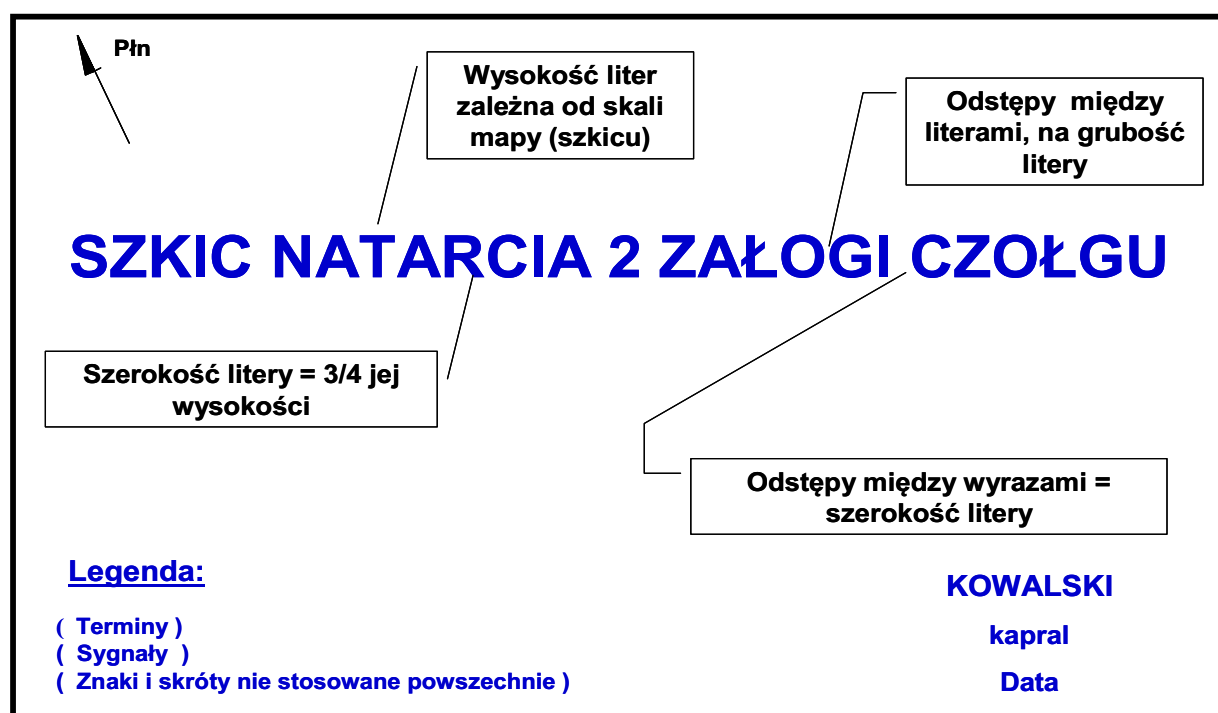 Płn
Wysokość liter
zależna od skali
mapy (szkicu)
Odstępy między
literami, na grubość
litery
SZKIC NATARCIA 2 ZAŁOGI CZOŁGU
Szerokość litery = 3/4 jej
wysokości
Odstępy między wyrazami =
szerokość litery
Legenda:
( Terminy )
( Sygnały )
( Znaki i skróty nie stosowane powszechnie )
KOWALSKI
kapral
Data